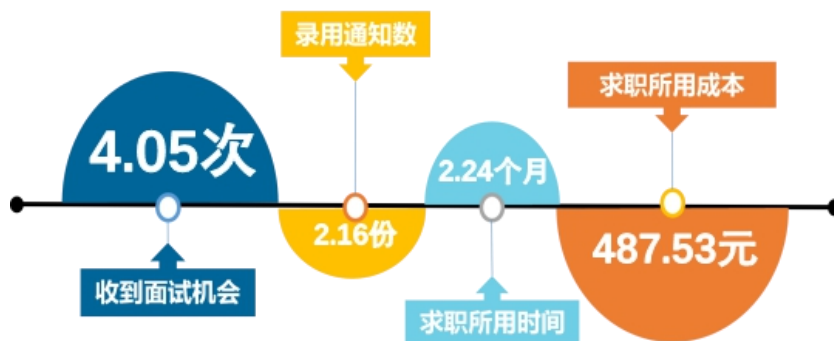 录用通知数
求职所用成本
4.05次
2.24个月
2.16份
487.53元
收到面试机会
求职所用时间